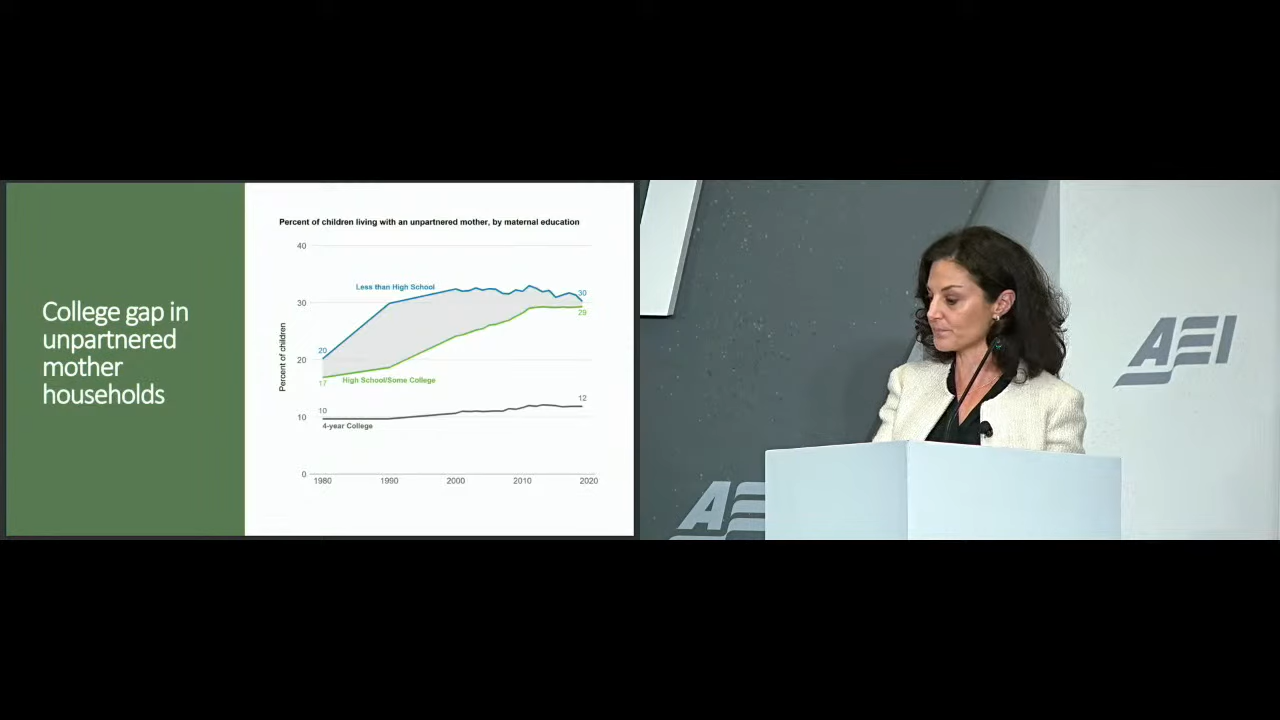 College gap in
unpartnered
mother
households
Percent of children living with an unpartnered mother, by maternal education
Percent of children
40
30
20
10
0
Less than High School
20
30
29
17
High School/Some College
10
12
4-year College
1980
1990
2000
2010
2020
AEI
AEI